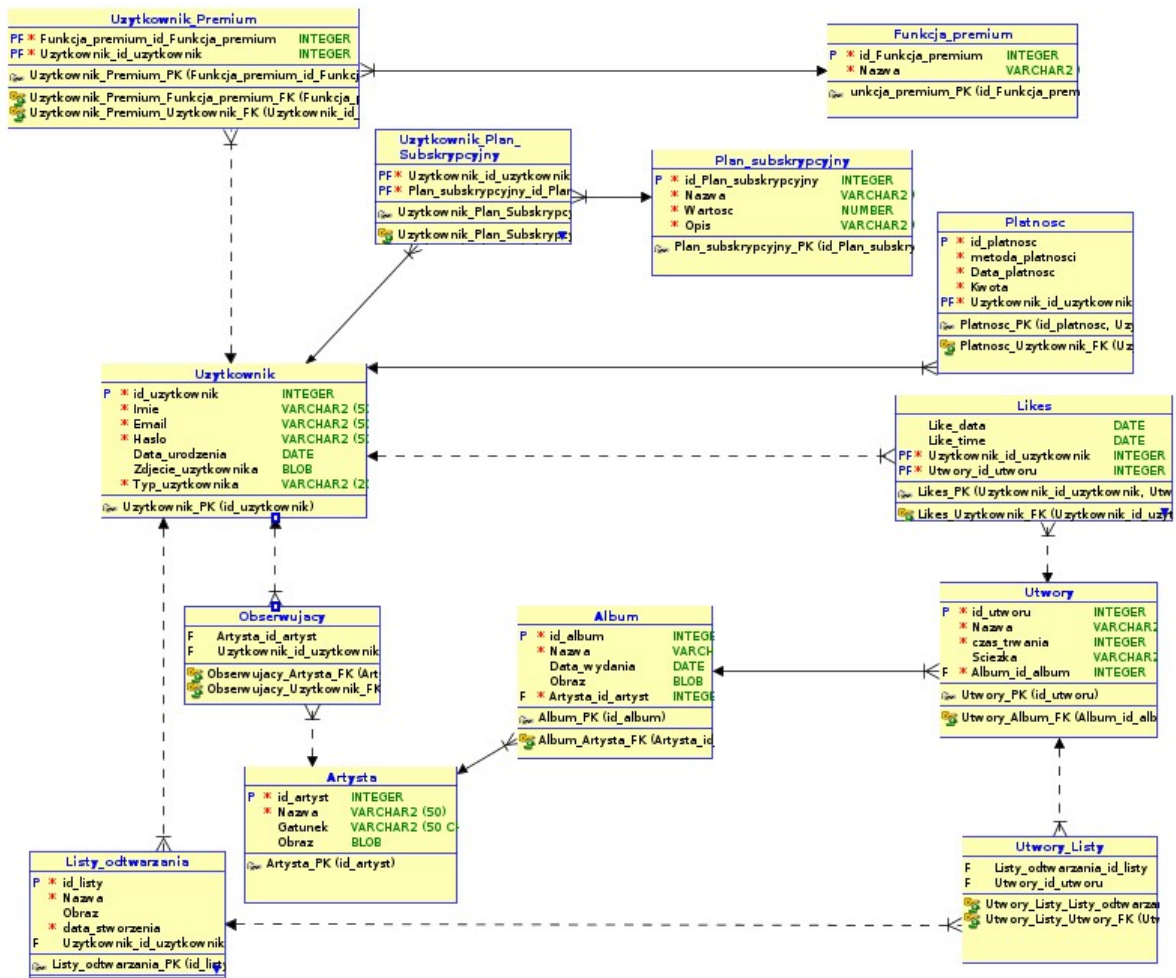 Uzytkownik_Premium
PF * Funkcja_premium_id_Funkcja_premium INTEGER
PF * Uzytkownik_id_uzytkownik INTEGER
Uzytkownik_Premium_PK (Funkcja_premium_id_Funkcj
Uzytkownik_Premium_Funkcja_premium_FK (Funkcja_
Uzytkownik_Premium_Uzytkownik_FK (Uzytkownik_id_
Funkcja_premium
P * id_Funkcja_premium INTEGER
* Nazwa VARCHAR2 (
unkcja_premium_PK (id_Funkcja_prem
Uzytkownik_Plan_
Subskrypcyjny
PF * Uzytkownik_id_uzytkownik
PF * Plan_subskrypcyjny_id_Plan
Uzytkownik_Plan_Subskrypc
Uzytkownik_Plan_Subskryp
Plan_subskrypcyjny
P * id_Plan_subskrypcyjny INTEGER
* Nazwa VARCHAR2 (
* Wartosc NUMBER
* Opis VARCHAR2 (
Plan_subskrypcyjny_PK (id_Plan_subskry
Platnosc
P * id_platnosc
* metoda_platnosci
* Data_platnosc
* Kwota
PF * Uzytkownik_id_uzytkownik
Platnosc_PK (id_platnosc, Uz
Platnosc_Uzytkownik_FK (Uz
Uzytkownik
P * id_uzytkownik INTEGER
* Imie VARCHAR2 (5
* Email VARCHAR2 (5
* Haslo VARCHAR2 (5
Data_urodzenia DATE
Zdjecie_uzytkownika BLOB
* Typ_uzytkownika VARCHAR2 (2
Uzytkownik_PK (id_uzytkownik)
Likes
Like_data DATE
Like_time DATE
PF * Uzytkownik_id_uzytkownik INTEGER
PF * Utwory_id_utworu INTEGER
Likes_PK (Uzytkownik_id_uzytkownik, Utw
Likes_Uzytkownik_FK (Uzytkownik_id_uzyt
Obserwujacy
F Artysta_id_artyst
F Uzytkownik_id_uzytkownik
Obserwujacy_Artysta_FK (Art
Obserwujacy_Uzytkownik_FK
Album
P * id_album INTEGE
* Nazwa VARCH
Data_wydania DATE
Obraz BLOB
F * Artysta_id_artyst INTEGE
Album_PK (id_album)
Album_Artysta_FK (Artysta_id
Utwory
P * id_utworu INTEGER
* Nazwa VARCHAR2
* czas_trwania INTEGER
Sciezka VARCHAR2
F * Album_id_album INTEGER
Utwory_PK (id_utworu)
Utwory_Album_FK (Album_id_alb
Artysta
P * id_artyst INTEGER
* Nazwa VARCHAR2 (50)
Gatunek VARCHAR2 (50 C
Obraz BLOB
Artysta_PK (id_artyst)
Listy_odtwarzania
P * id_listy
* Nazwa
Obraz
* data_stworzenia
F Uzytkownik_id_uzytkownik
Listy_odtwarzania_PK (id_listy
Utwory_Listy
F Listy_odtwarzania_id_listy
F Utwory_id_utworu
Utwory_Listy_Listy_odtwarza
Utwory_Listy_Utwory_FK (Utw